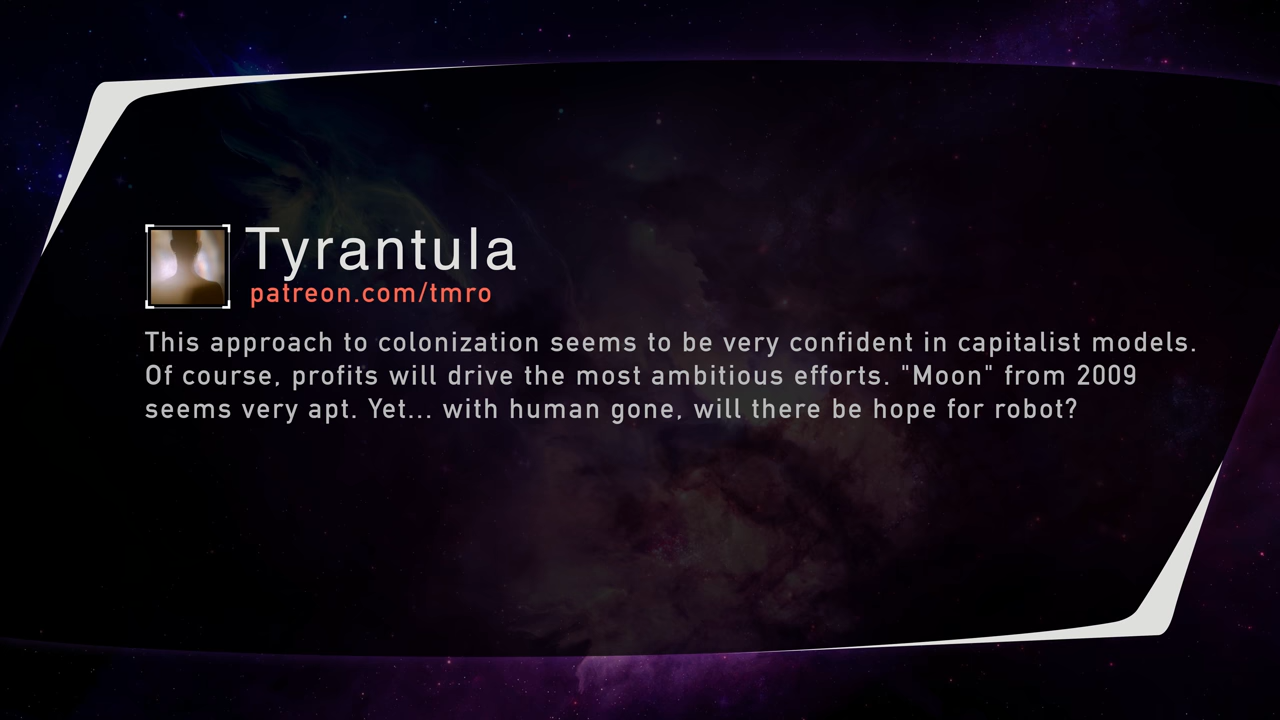 Tyrantula
patreon.com/tmro
This approach to colonization seems to be very confident in capitalist models.
Of course, profits will drive the most ambitious efforts. "Moon" from 2009
seems very apt. Yet... with human gone, will there be hope for robot?